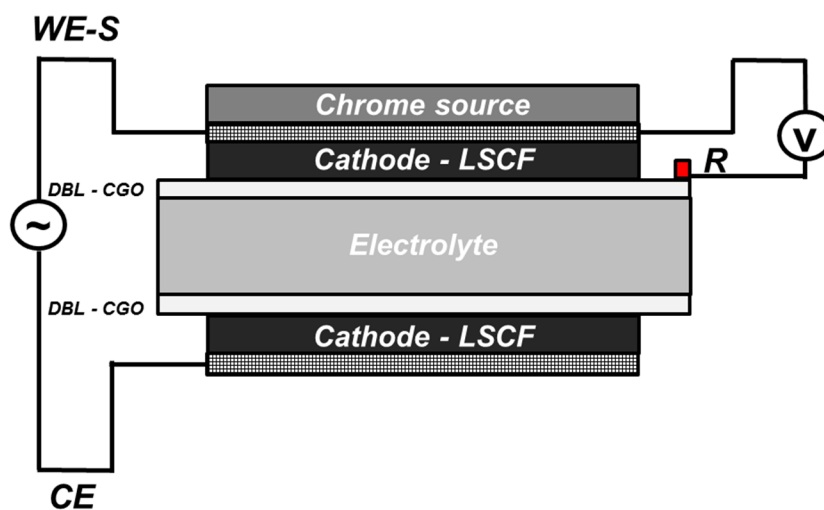 WE-S
Chrome source
V
Cathode - LSCF
R
DBL - CGO
~
Electrolyte
DBL - CGO
Cathode - LSCF
CE